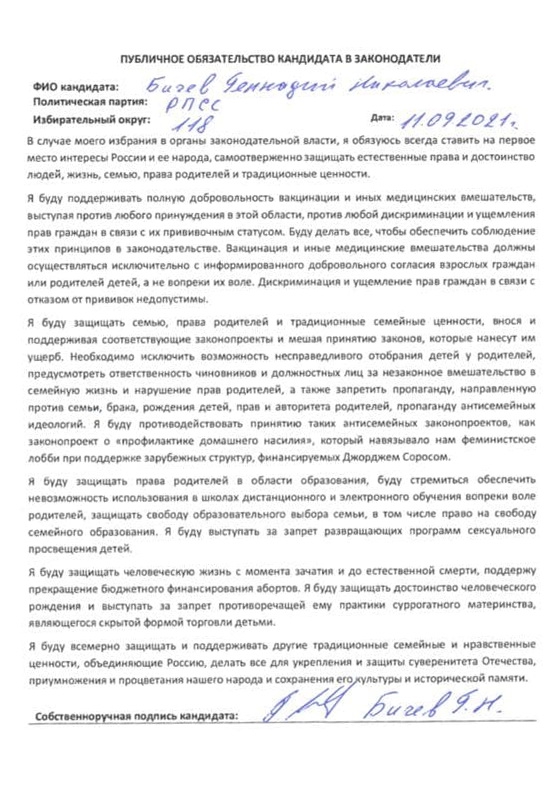 ПУБЛИЧНОЕ ОБЯЗАТЕЛЬСТВО КАНДИДАТА В ЗАКОНОДАТЕЛИ
ФИО кандидата: Бичев Геннадий Николаевич.
Политическая партия: РПСС
Избирательный округ: 118 Дата: 11.09.2021г.
В случае моего избрания в органы законодательной власти, я обязуюсь всегда ставить на первое
место интересы России и ее народа, самоотверженно защищать естественные права и достоинство
людей, жизнь, семью, права родителей и традиционные ценности.
Я буду поддерживать полную добровольность вакцинации и иных медицинских вмешательств,
выступая против любого принуждения в этой области, против любой дискриминации и ущемления
прав граждан в связи с их прививочным статусом. Буду делать все, чтобы обеспечить соблюдение
этих принципов в законодательстве. Вакцинация и иные медицинские вмешательства должны
осуществляться исключительно с информированного добровольного согласия взрослых граждан
или родителей детей, а не вопреки их воле. Дискриминация и ущемление прав граждан в связи с
отказом от прививок недопустимы.
Я буду защищать семью, права родителей и традиционные семейные ценности, внося и
поддерживая соответствующие законопроекты и мешая принятию законов, которые нанесут им
ущерб. Необходимо исключить возможность несправедливого отобрания детей у родителей,
предусмотреть ответственность чиновников и должностных лиц за незаконное вмешательство в
семейную жизнь и нарушение прав родителей, а также запретить пропаганду, направленную
против семьи, брака, рождения детей, прав и авторитета родителей, пропаганду антисемейных
идеологий. Я буду противодействовать принятию таких антисемейных законопроектов, как
законопроект о «профилактике домашнего насилия», который навязывало нам феминистское
лобби при поддержке зарубежных структур, финансируемых Джорджем Соросом.
Я буду защищать права родителей в области образования, буду стремиться обеспечить
невозможность использования в школах дистанционного и электронного обучения вопреки воле
родителей, защищать свободу образовательного выбора семьи, в том числе право на свободу
семейного образования. Я буду выступать за запрет развращающих программ сексуального
просвещения детей.
Я буду защищать человеческую жизнь с момента зачатия и до естественной смерти, поддержу
прекращение бюджетного финансирования абортов. Я буду защищать достоинство человеческого
рождения и выступать за запрет противоречащей ему практики суррогатного материнства,
являющегося скрытой формой торговли детьми.
Я буду всемерно защищать и поддерживать другие традиционные семейные и нравственные
ценности, объединяющие Россию, делать все для укрепления и защиты суверенитета Отечества,
приумножения и процветания нашего народа и сохранения его культуры и исторической памяти.
Собственноручная подпись кандидата: Бичев Г.Н.